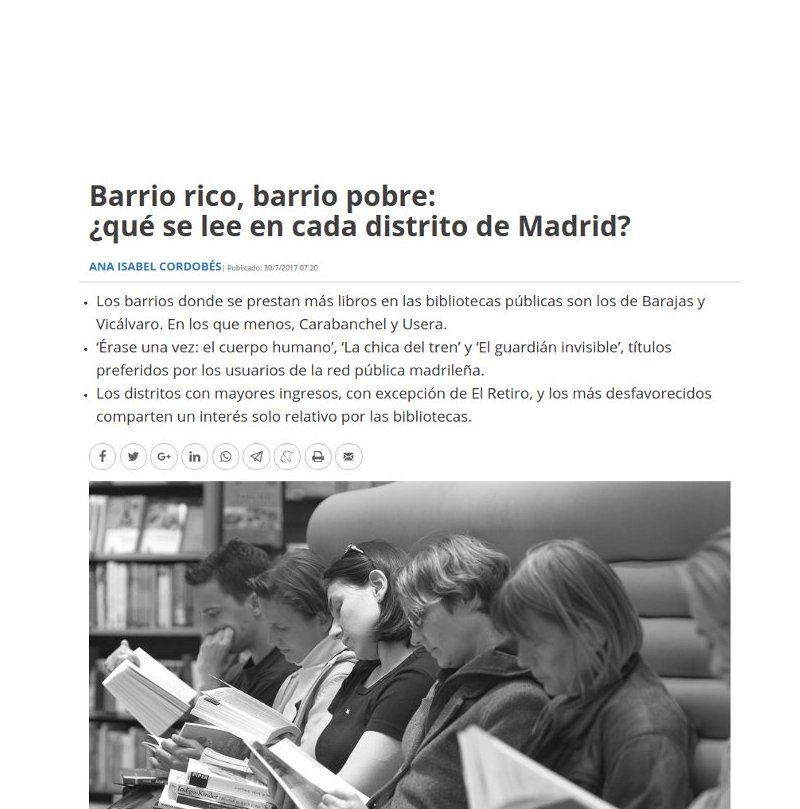 Barrio rico, barrio pobre:
¿qué se lee en cada distrito de Madrid?
ANA ISABEL CORDOBÉS| Publicado: 30/7/2017 07:20
• Los barrios donde se prestan más libros en las bibliotecas públicas son los de Barajas y
Vicálvaro. En los que menos, Carabanchel y Usera.
• ‘Érase una vez: el cuerpo humano’, ‘La chica del tren’ y ‘El guardián invisible’, títulos
preferidos por los usuarios de la red pública madrileña.
• Los distritos con mayores ingresos, con excepción de El Retiro, y los más desfavorecidos
comparten un interés solo relativo por las bibliotecas.